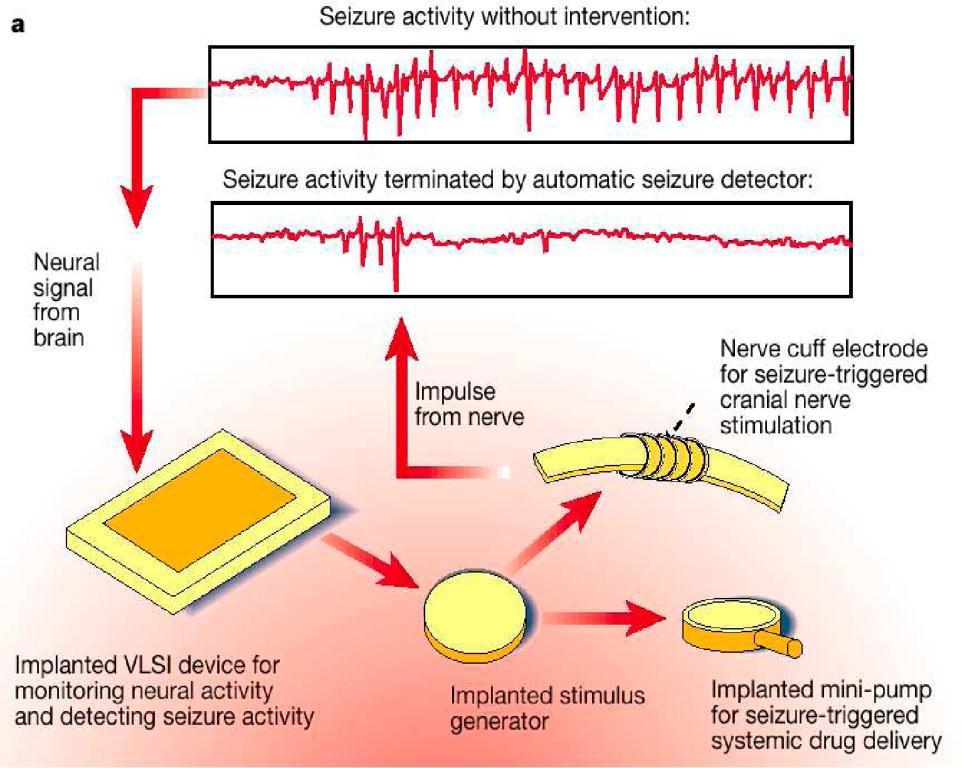 a
Seizure activity without intervention:
Seizure activity terminated by automatic seizure detector:
Neural
signal
from
brain
Impulse
from nerve
Nerve cuff electrode
for seizure-triggered
cranial nerve
stimulation
Implanted VLSI device for
monitoring neural activity
and detecting seizure activity
Implanted stimulus
generator
Implanted mini-pump
for seizure-triggered
systemic drug delivery